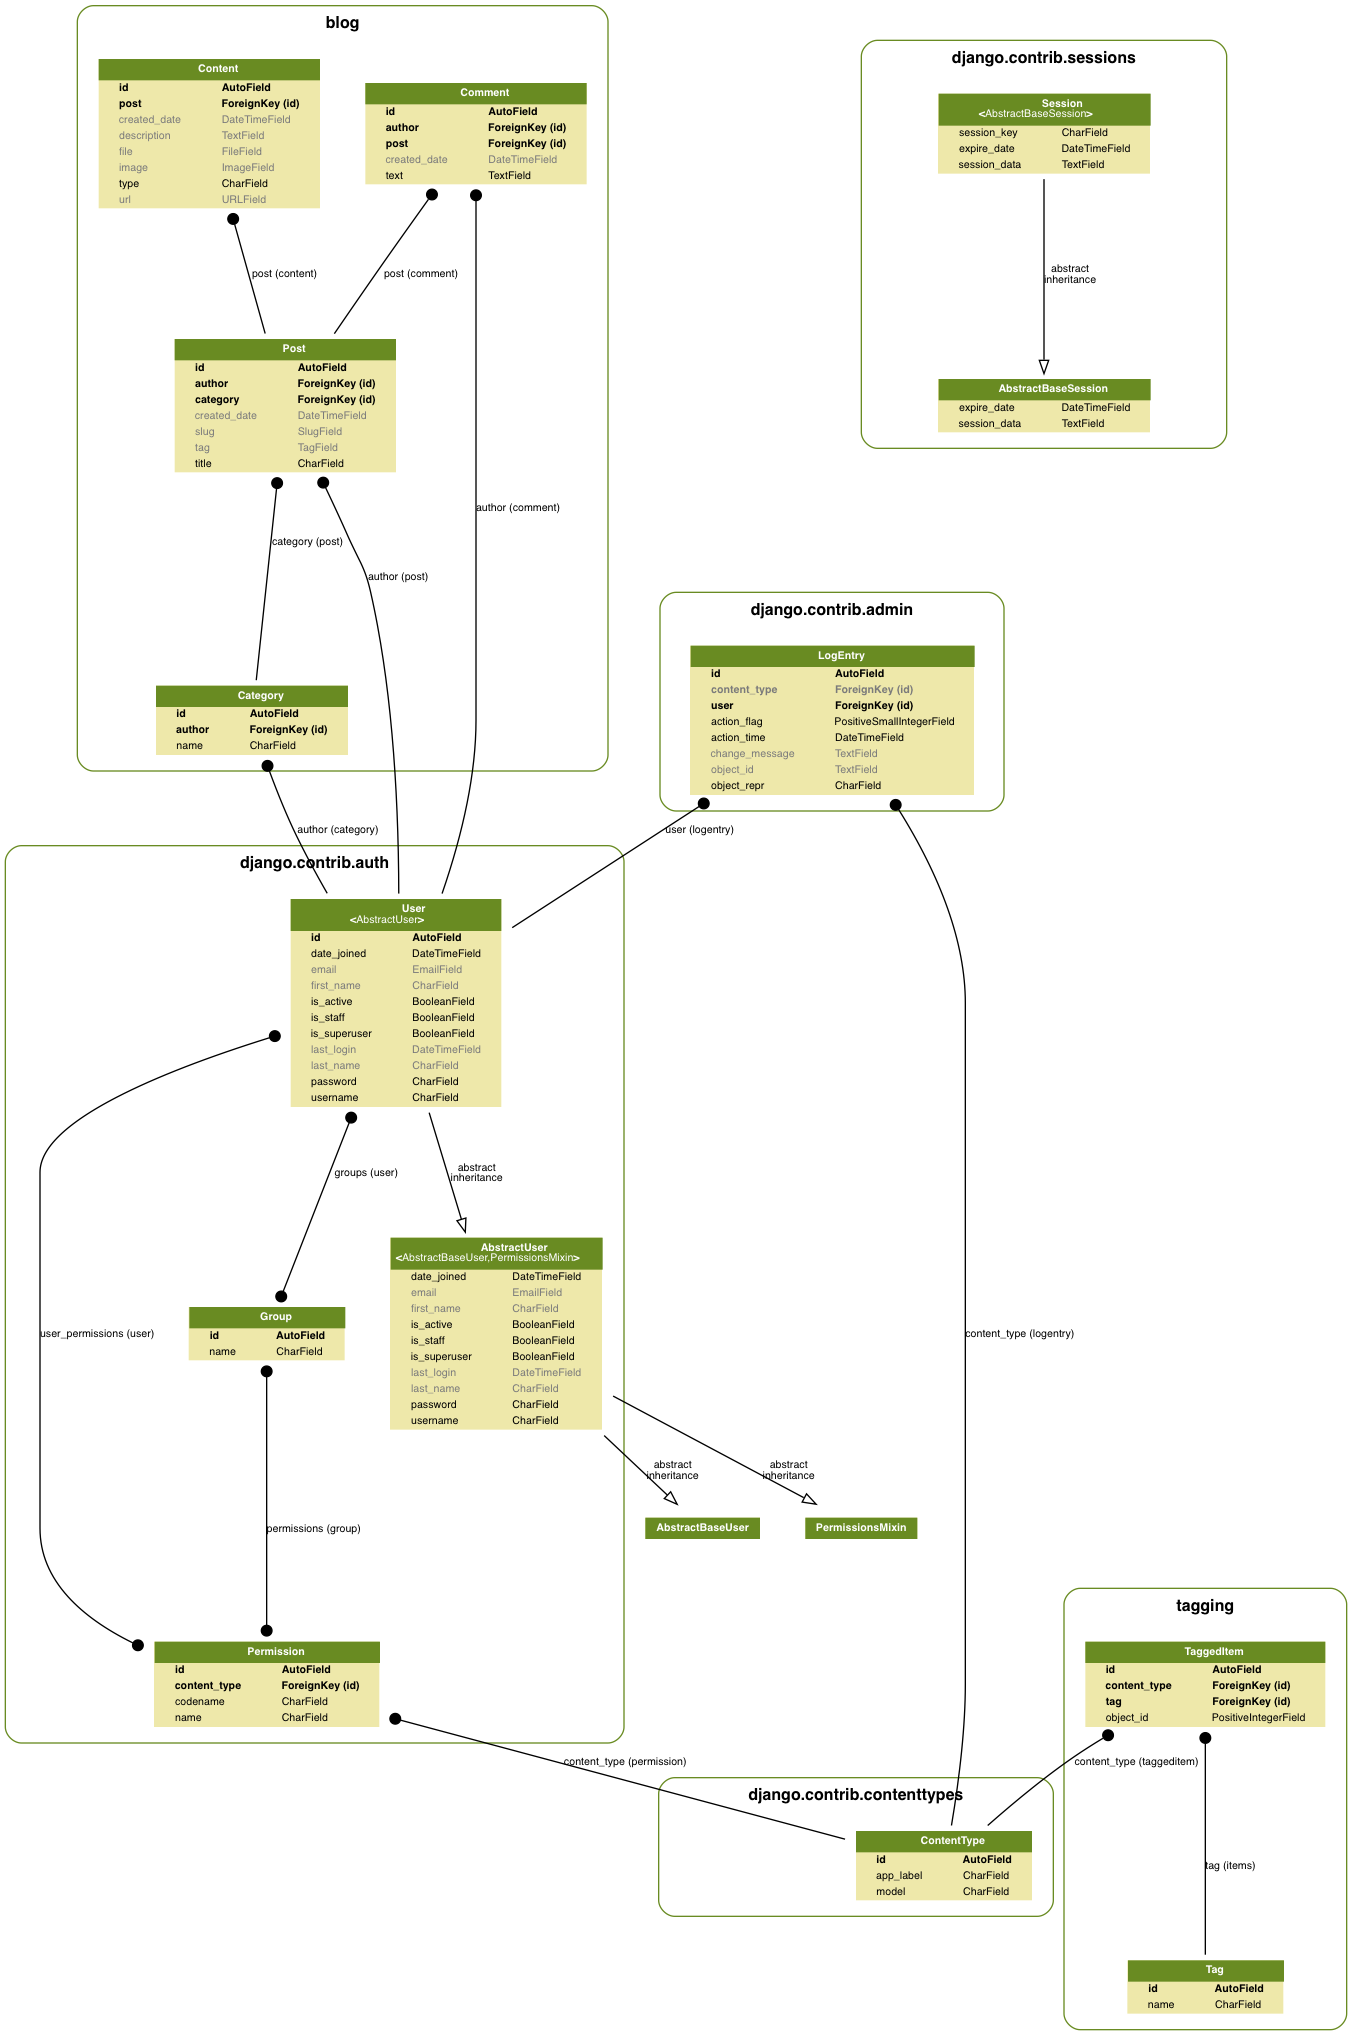 blog
Content
id AutoField
post ForeignKey (id)
created_date DateTimeField
description TextField
file FileField
image ImageField
type CharField
url URLField
Comment
id AutoField
author ForeignKey (id)
post ForeignKey (id)
created_date DateTimeField
text TextField
post (content)
post (comment)
Post
id AutoField
author ForeignKey (id)
category ForeignKey (id)
created_date DateTimeField
slug SlugField
tag TagField
title CharField
author (comment)
category (post)
author (post)
Category
id AutoField
author ForeignKey (id)
name CharField
django.contrib.sessions
Session
<AbstractBaseSession>
session_key CharField
expire_date DateTimeField
session_data TextField
abstract
inheritance
AbstractBaseSession
expire_date DateTimeField
session_data TextField
django.contrib.admin
LogEntry
id AutoField
content_type ForeignKey (id)
user ForeignKey (id)
action_flag PositiveSmallIntegerField
action_time DateTimeField
change_message TextField
object_id TextField
object_repr CharField
author (category)
user (logentry)
django.contrib.auth
User
<AbstractUser>
id AutoField
date_joined DateTimeField
email EmailField
first_name CharField
is_active BooleanField
is_staff BooleanField
is_superuser BooleanField
last_login DateTimeField
last_name CharField
password CharField
username CharField
groups (user)
abstract
inheritance
AbstractUser
<AbstractBaseUser,PermissionsMixin>
date_joined DateTimeField
email EmailField
first_name CharField
is_active BooleanField
is_staff BooleanField
is_superuser BooleanField
last_login DateTimeField
last_name CharField
password CharField
username CharField
Group
id AutoField
name CharField
user_permissions (user)
content_type (logentry)
abstract
inheritance
abstract
inheritance
AbstractBaseUser
PermissionsMixin
permissions (group)
Permission
id AutoField
content_type ForeignKey (id)
codename CharField
name CharField
tagging
TaggedItem
id AutoField
content_type ForeignKey (id)
tag ForeignKey (id)
object_id PositiveIntegerField
content_type (permission)
content_type (taggeditem)
django.contrib.contenttypes
ContentType
id AutoField
app_label CharField
model CharField
tag (items)
Tag
id AutoField
name CharField